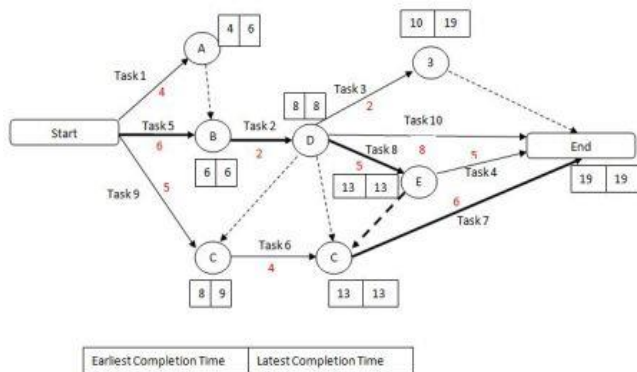 10 19
4 6
A
3
Task 1
4
Task 3
2
8 8
Start
Task 5
6
B
Task 2
2
D
Task 10
8
Task 8
5
End
5
Task 4
6 6
13 13
E
19 19
Task 9
5
6
Task 7
C
Task 6
4
C
8 9
13 13
Earliest Completion Time Latest Completion Time